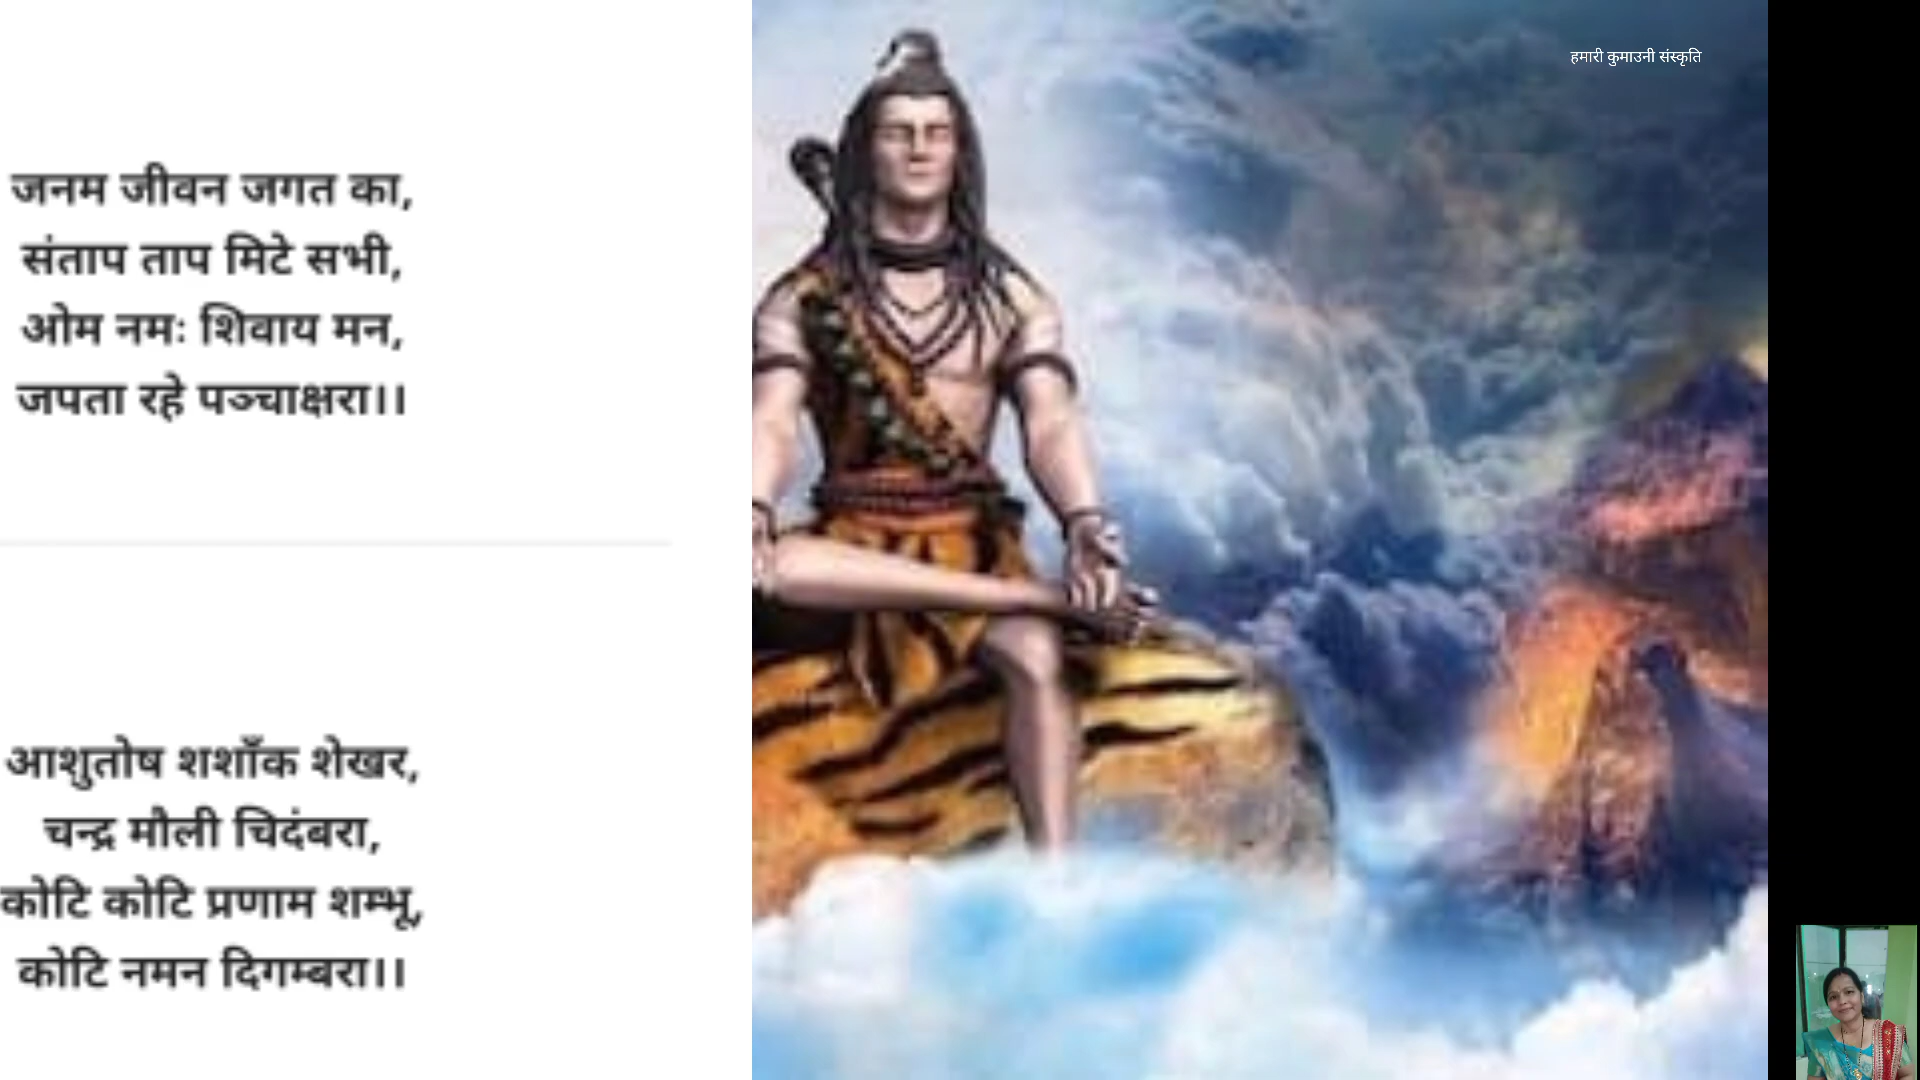 जनम जीवन जगत का,
संताप ताप मिटे सभी,
ओम नमः शिवाय मन,
जपता रहे पञ्चाक्षरा।।
आशुतोष शशाँक शेखर,
चन्द्र मौली चिदंबरा,
कोटि कोटि प्रणाम शम्भू,
कोटि नमन दिगम्बरा।।
हमारी कुमाउनी संस्कृति